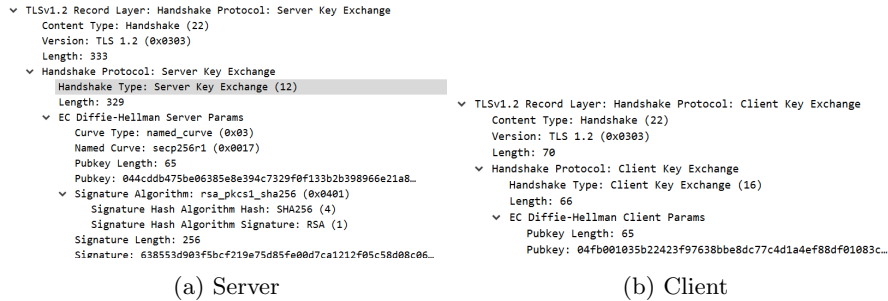 TLSv1.2 Record Layer: Handshake Protocol: Server Key Exchange
Content Type: Handshake (22)
Version: TLS 1.2 (0x0303)
Length: 333
Handshake Protocol: Server Key Exchange
Handshake Type: Server Key Exchange (12)
Length: 329
EC Diffie-Hellman Server Params
Curve Type: named_curve (0x03)
Named Curve: secp256r1 (0x0017)
Pubkey Length: 65
Pubkey: 044cddb475be06385e8e394c7329f0f133b2b398966e21a8…
Signature Algorithm: rsa_pkcs1_sha256 (0x0401)
Signature Hash Algorithm Hash: SHA256 (4)
Signature Hash Algorithm Signature: RSA (1)
Signature Length: 256
Signature: 638553d903f5bcf219e75d85fe00d7ca1212f05c58d08c06…
(a) Server
TLSv1.2 Record Layer: Handshake Protocol: Client Key Exchange
Content Type: Handshake (22)
Version: TLS 1.2 (0x0303)
Length: 70
Handshake Protocol: Client Key Exchange
Handshake Type: Client Key Exchange (16)
Length: 66
EC Diffie-Hellman Client Params
Pubkey Length: 65
Pubkey: 04fb001035b22423f97638bbe8dc77c4d1a4ef88df01083c…
(b) Client